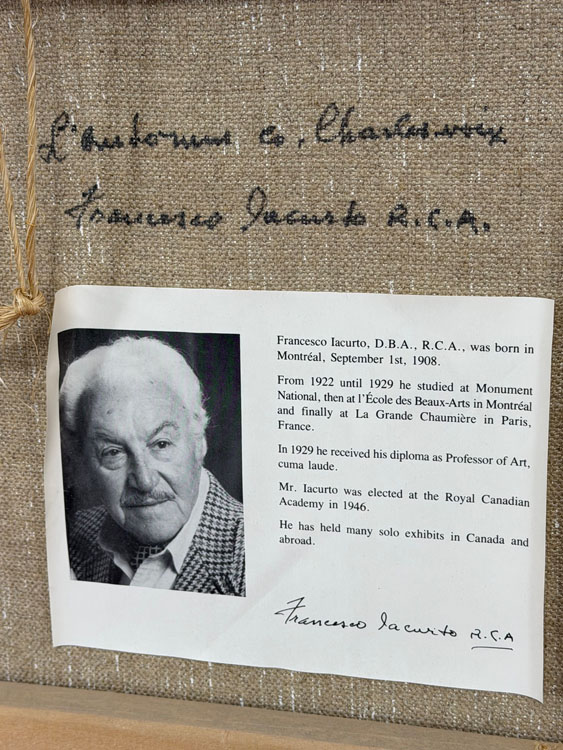 L'Automne co. Charlevoix
Francesco Iacurto R.C.A.
Francesco Iacurto, D.B.A., R.C.A., was born in
Montréal, September 1st, 1908.
From 1922 until 1929 he studied at Monument
National, then at l'École des Beaux-Arts in Montréal
and finally at La Grande Chaumière in Paris,
France.
In 1929 he received his diploma as Professor of Art,
cuma laude.
Mr. Iacurto was elected at the Royal Canadian
Academy in 1946.
He has held many solo exhibits in Canada and
abroad.
Francesco Iacurto R.C.A